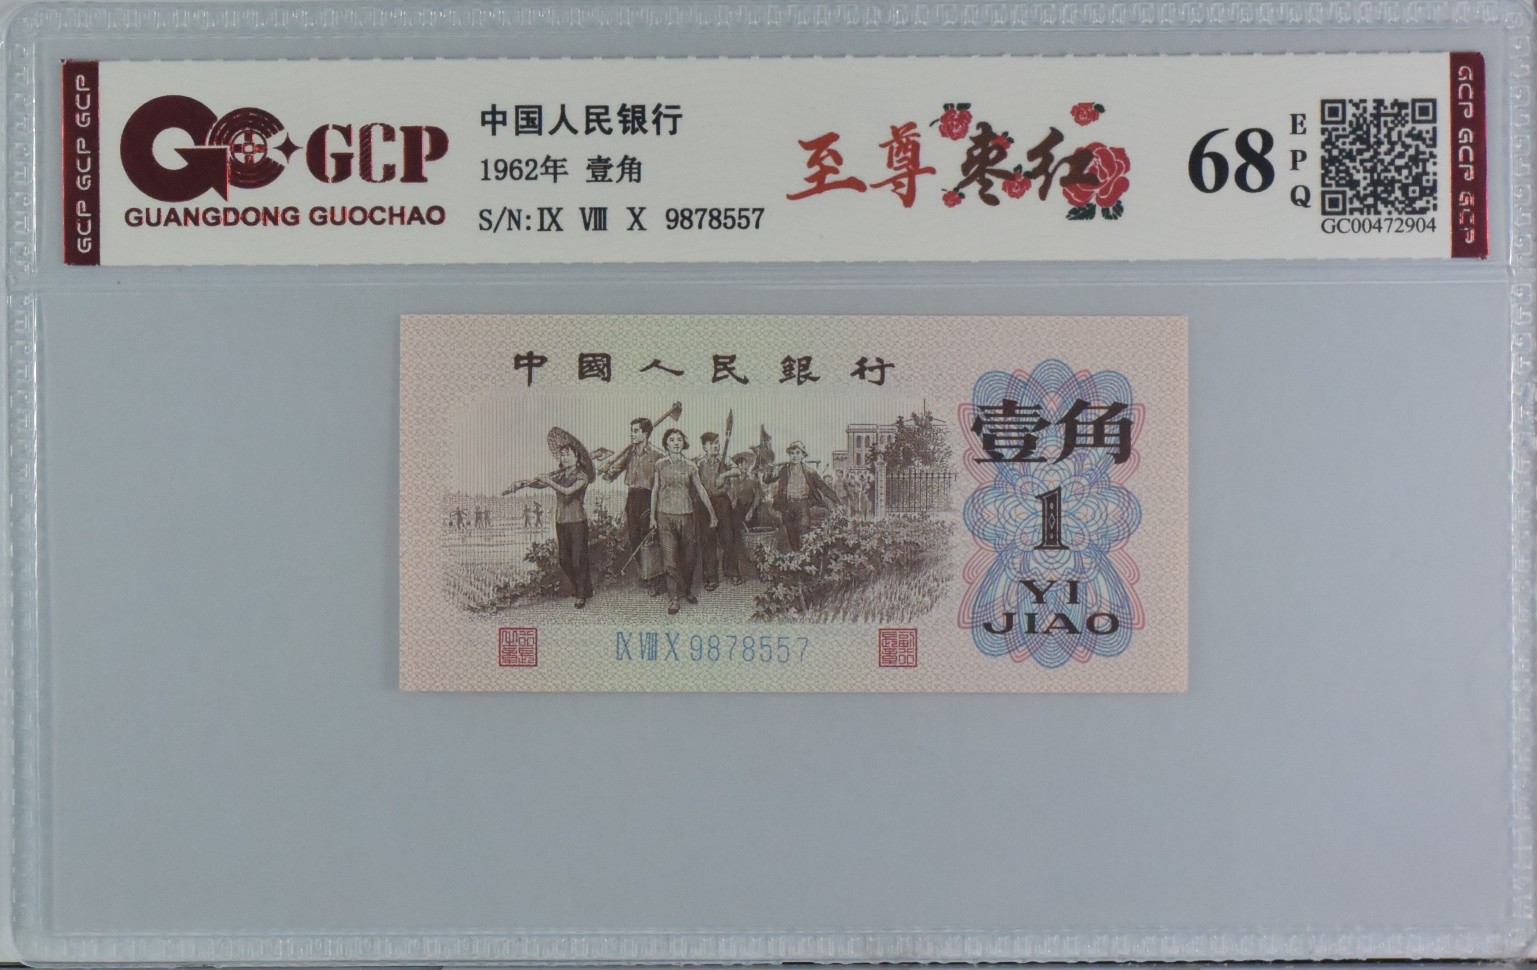 GCP GCP GCP
GCP
GUANGDONG GUOCHAO
中国人民银行
1962年 壹角
S/N:Ⅸ Ⅷ Ⅹ 9878557
至尊枣红
68
EPQ
GC00472904
GCP GCP GCP
中國人民銀行
壹角
1
YI
JIAO
Ⅸ Ⅷ Ⅹ 9878557